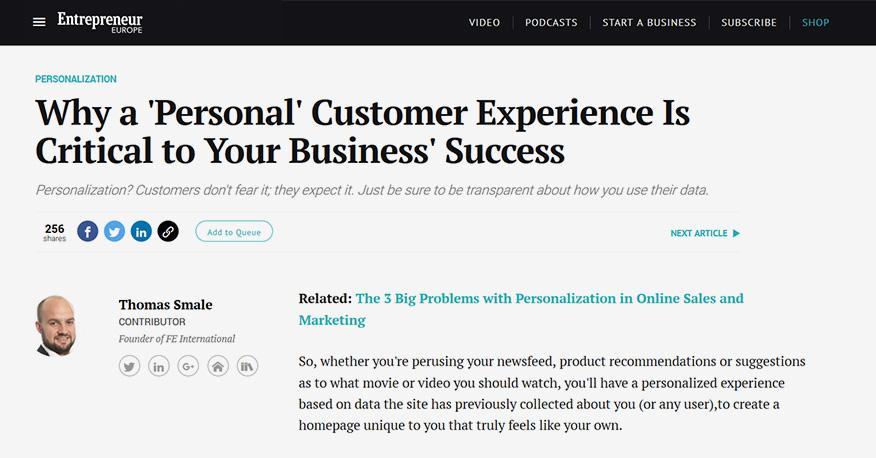 Entrepreneur
EUROPE
VIDEO
PODCASTS
START A BUSINESS
SUBSCRIBE
SHOP
PERSONALIZATION
Why a 'Personal' Customer Experience Is
Critical to Your Business' Success
Personalization? Customers don't fear it; they expect it. Just be sure to be transparent about how you use their data.
256
shares
Add to Queue
NEXT ARTICLE
Thomas Smale
CONTRIBUTOR
Founder of FE International
Related: The 3 Big Problems with Personalization in Online Sales and
Marketing
So, whether you're perusing your newsfeed, product recommendations or suggestions
as to what movie or video you should watch, you'll have a personalized experience
based on data the site has previously collected about you (or any user),to create a
homepage unique to you that truly feels like your own.